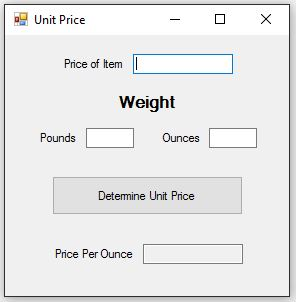 Unit Price
Price of Item
Weight
Pounds Ounces
Determine Unit Price
Price Per Ounce